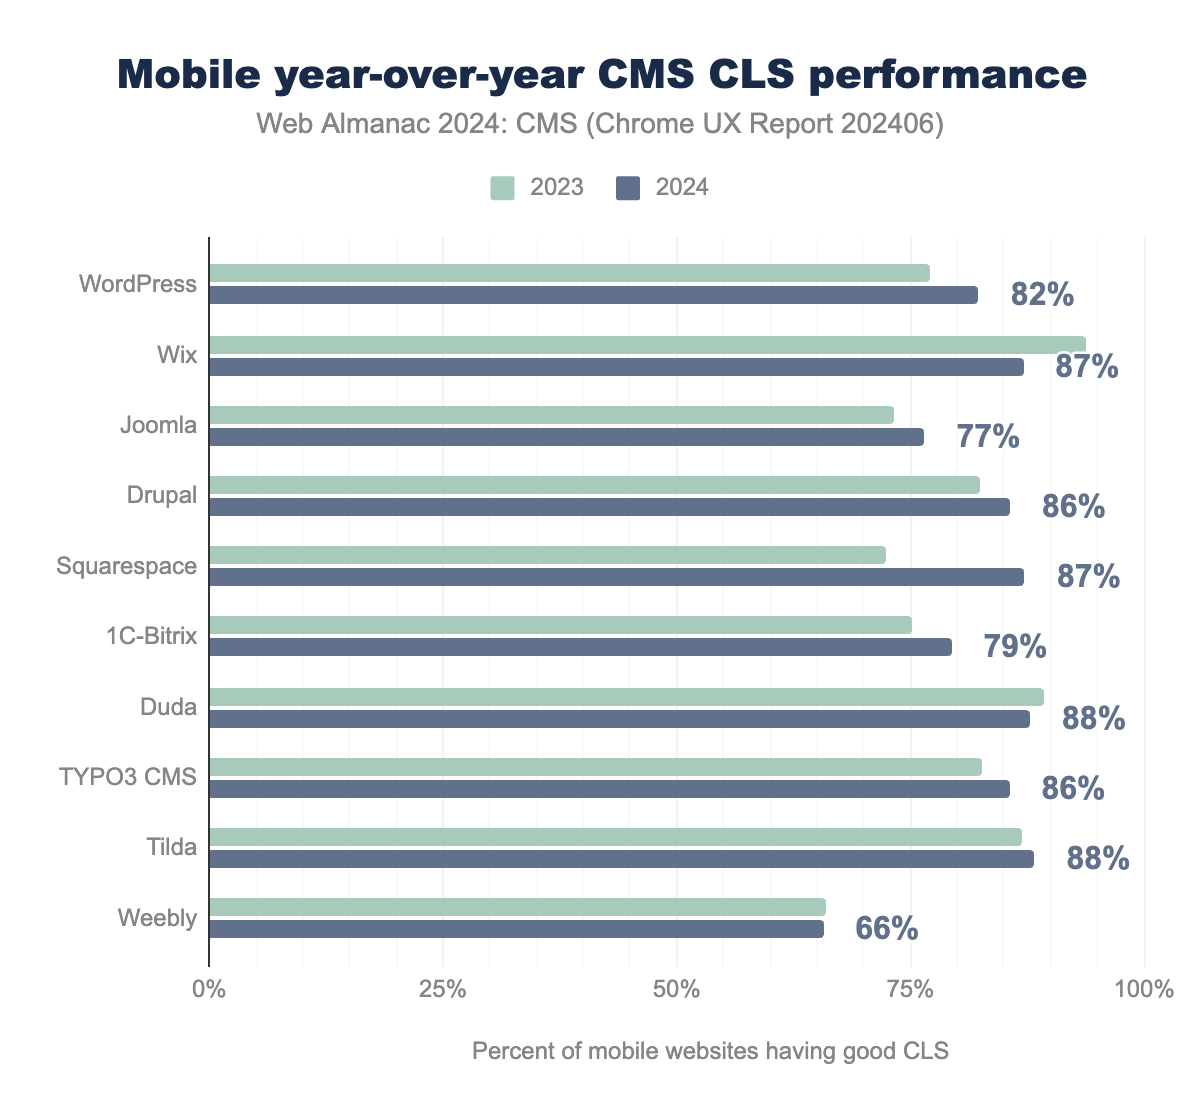 Mobile year-over-year CMS CLS performance
Web Almanac 2024: CMS (Chrome UX Report 202406)
2023 2024
WordPress 82%
Wix 87%
Joomla 77%
Drupal 86%
Squarespace 87%
1C-Bitrix 79%
Duda 88%
TYPO3 CMS 86%
Tilda 88%
Weebly 66%
0% 25% 50% 75% 100%
Percent of mobile websites having good CLS